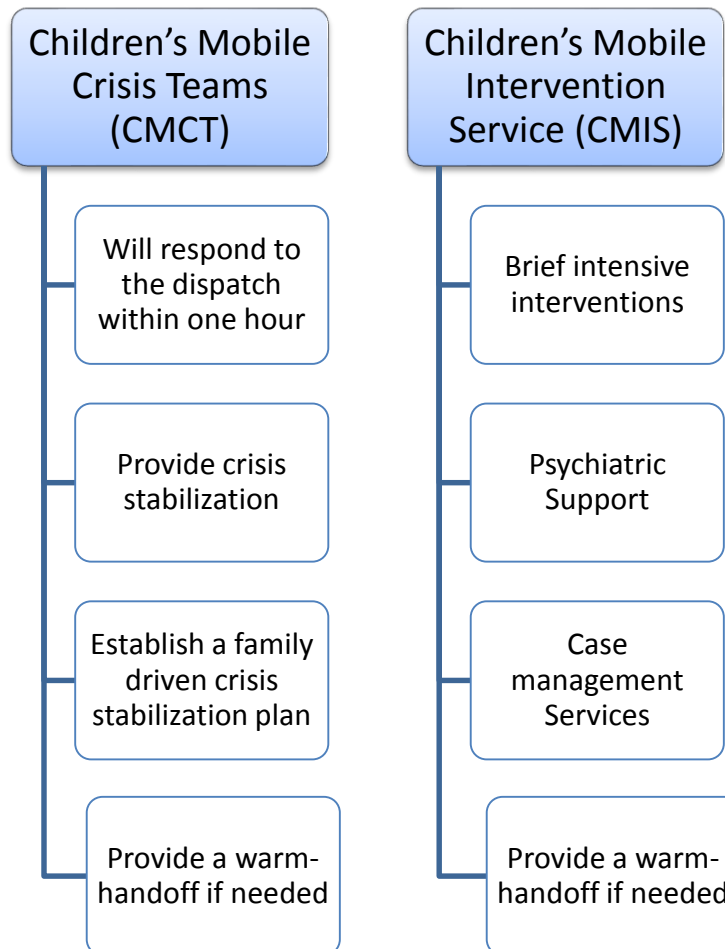 Children’s Mobile
Crisis Teams
(CMCT)
Will respond to
the dispatch
within one hour
Provide crisis
stabilization
Establish a family
driven crisis
stabilization plan
Provide a warm-
handoff if needed
Children’s Mobile
Intervention
Service (CMIS)
Brief intensive
interventions
Psychiatric
Support
Case
management
Services
Provide a warm-
handoff if needed